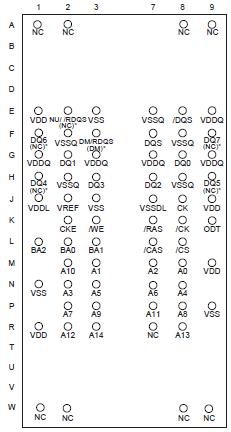 1 2 3 7 8 9
A
NC NC NC NC
B
C
D
E
VDD NU/ /RDQS VSS VSSQ /DQS VDDQ
(NC)*
F
DQ6 VSSQ DM/RDQS DQS VSSQ DQ7
(NC)* (DM)* (NC)*
G
VDDQ DQ1 VDDQ VDDQ DQ0 VDDQ
H
DQ4 VSSQ DQ3 DQ2 VSSQ DQ5
(NC)* (NC)*
J
VDDL VREF VSS VSSDL CK VDD
K
CKE /WE /RAS /CK ODT
L
BA2 BA0 BA1 /CAS /CS
M
A10 A1 A2 A0 VDD
N
VSS A3 A5 A6 A4
P
A7 A9 A11 A8 VSS
R
VDD A12 A14 NC A13
T
U
V
W
NC NC NC NC